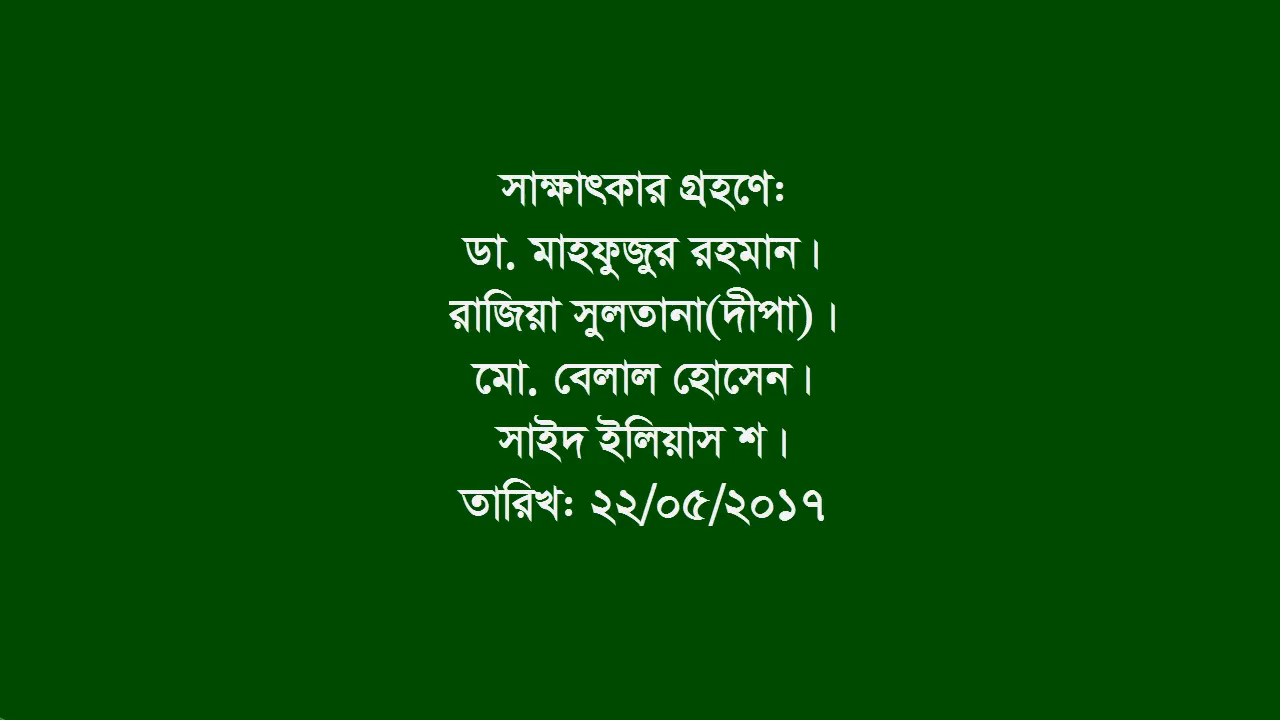 সাক্ষাৎকার গ্রহণে:
ডা. মাহফুজুর রহমান।
রাজিয়া সুলতানা(দীপা)।
মো. বেলাল হোসেন।
সাইদ ইলিয়াস শ।
তারিখ: ২২/০৫/২০১৭